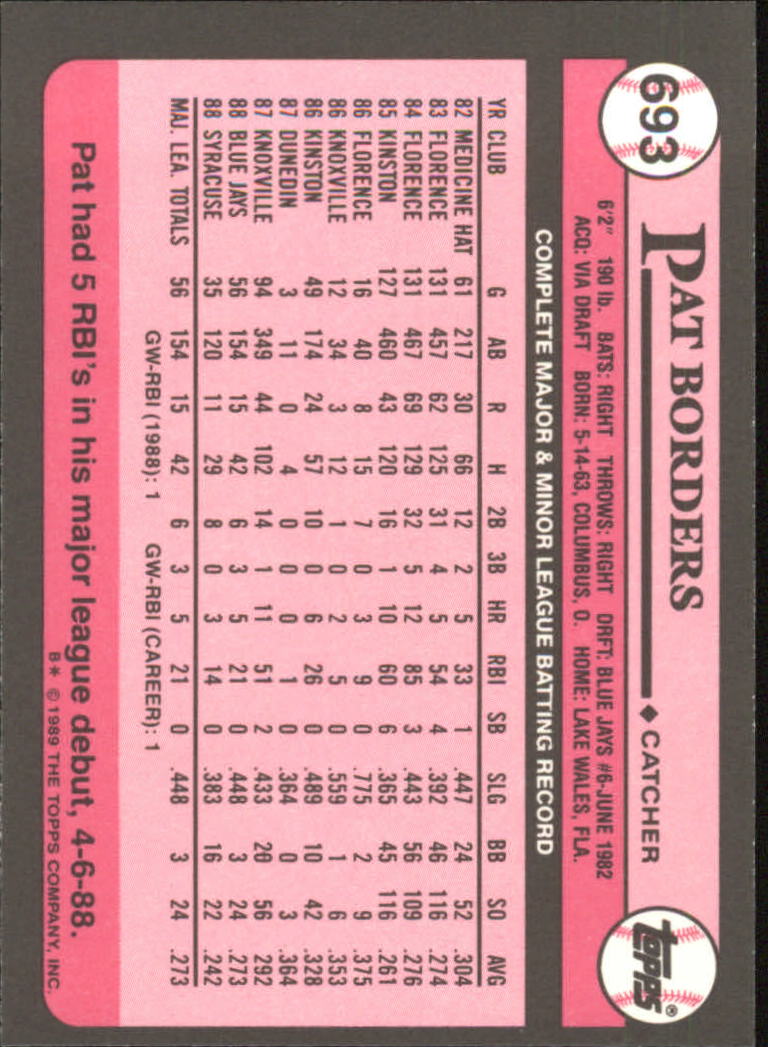 693
PAT BORDERS ♦ CATCHER
topps®
6'2" 190 lb. BATS: RIGHT THROWS: RIGHT DRFT: BLUE JAYS #6-JUNE 1982
ACQ: VIA DRAFT BORN: 5-14-63, COLUMBUS, O. HOME: LAKE WALES, FLA.
COMPLETE MAJOR & MINOR LEAGUE BATTING RECORD
YR CLUB G AB R H 2B 3B HR RBI SB SLG BB SO AVG
82 MEDICINE HAT 61 217 30 66 12 2 5 33 1 .447 24 52 .304
83 FLORENCE 131 457 62 125 31 4 5 54 4 .392 46 116 .274
84 FLORENCE 131 467 69 129 32 5 12 85 3 .443 56 109 .276
85 KINSTON 127 460 43 120 16 1 10 60 6 .365 45 116 .261
86 FLORENCE 16 40 8 15 7 0 3 9 0 .775 2 9 .375
86 KNOXVILLE 12 34 3 12 1 0 2 5 0 .559 1 6 .353
86 KINSTON 49 174 24 57 10 0 6 26 0 .489 10 42 .328
87 DUNEDIN 3 11 0 4 0 0 0 1 0 .364 0 3 .364
87 KNOXVILLE 94 349 44 102 14 1 11 51 2 .433 20 56 .292
88 BLUE JAYS 56 154 15 42 6 3 5 21 0 .448 3 24 .273
88 SYRACUSE 35 120 11 29 8 0 3 14 0 .383 16 22 .242
MAJ. LEA. TOTALS 56 154 15 42 6 3 5 21 0 .448 3 24 .273
GW-RBI (1988): 1 GW-RBI (CAREER): 1
Pat had 5 RBI's in his major league debut, 4-6-88.
B* © 1989 THE TOPPS COMPANY, INC.